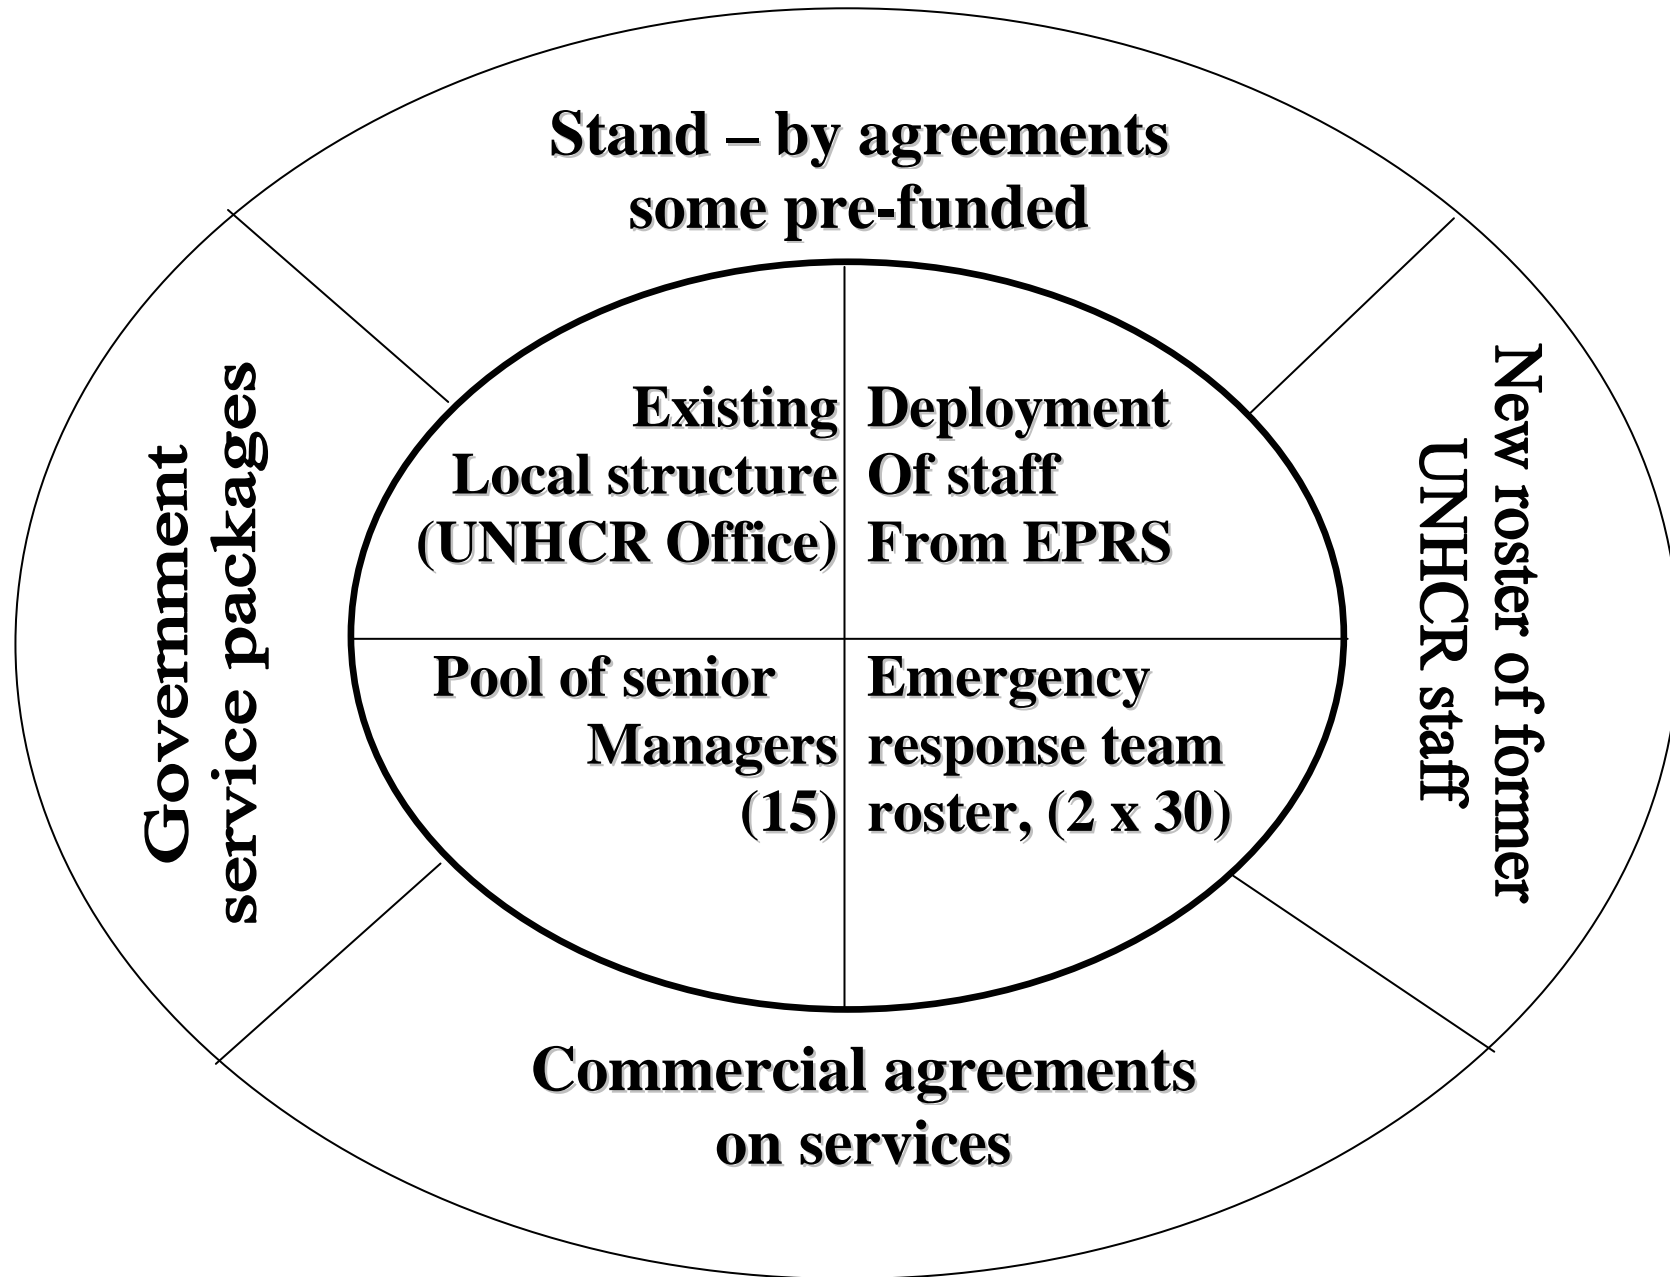 Stand – by agreements
some pre-funded
Government
service packages
Existing
Local structure
(UNHCR Office)
Deployment
Of staff
From EPRS
New roster of former
UNHCR staff
Pool of senior
Managers
(15)
Emergency
response team
roster, (2 x 30)
Commercial agreements
on services